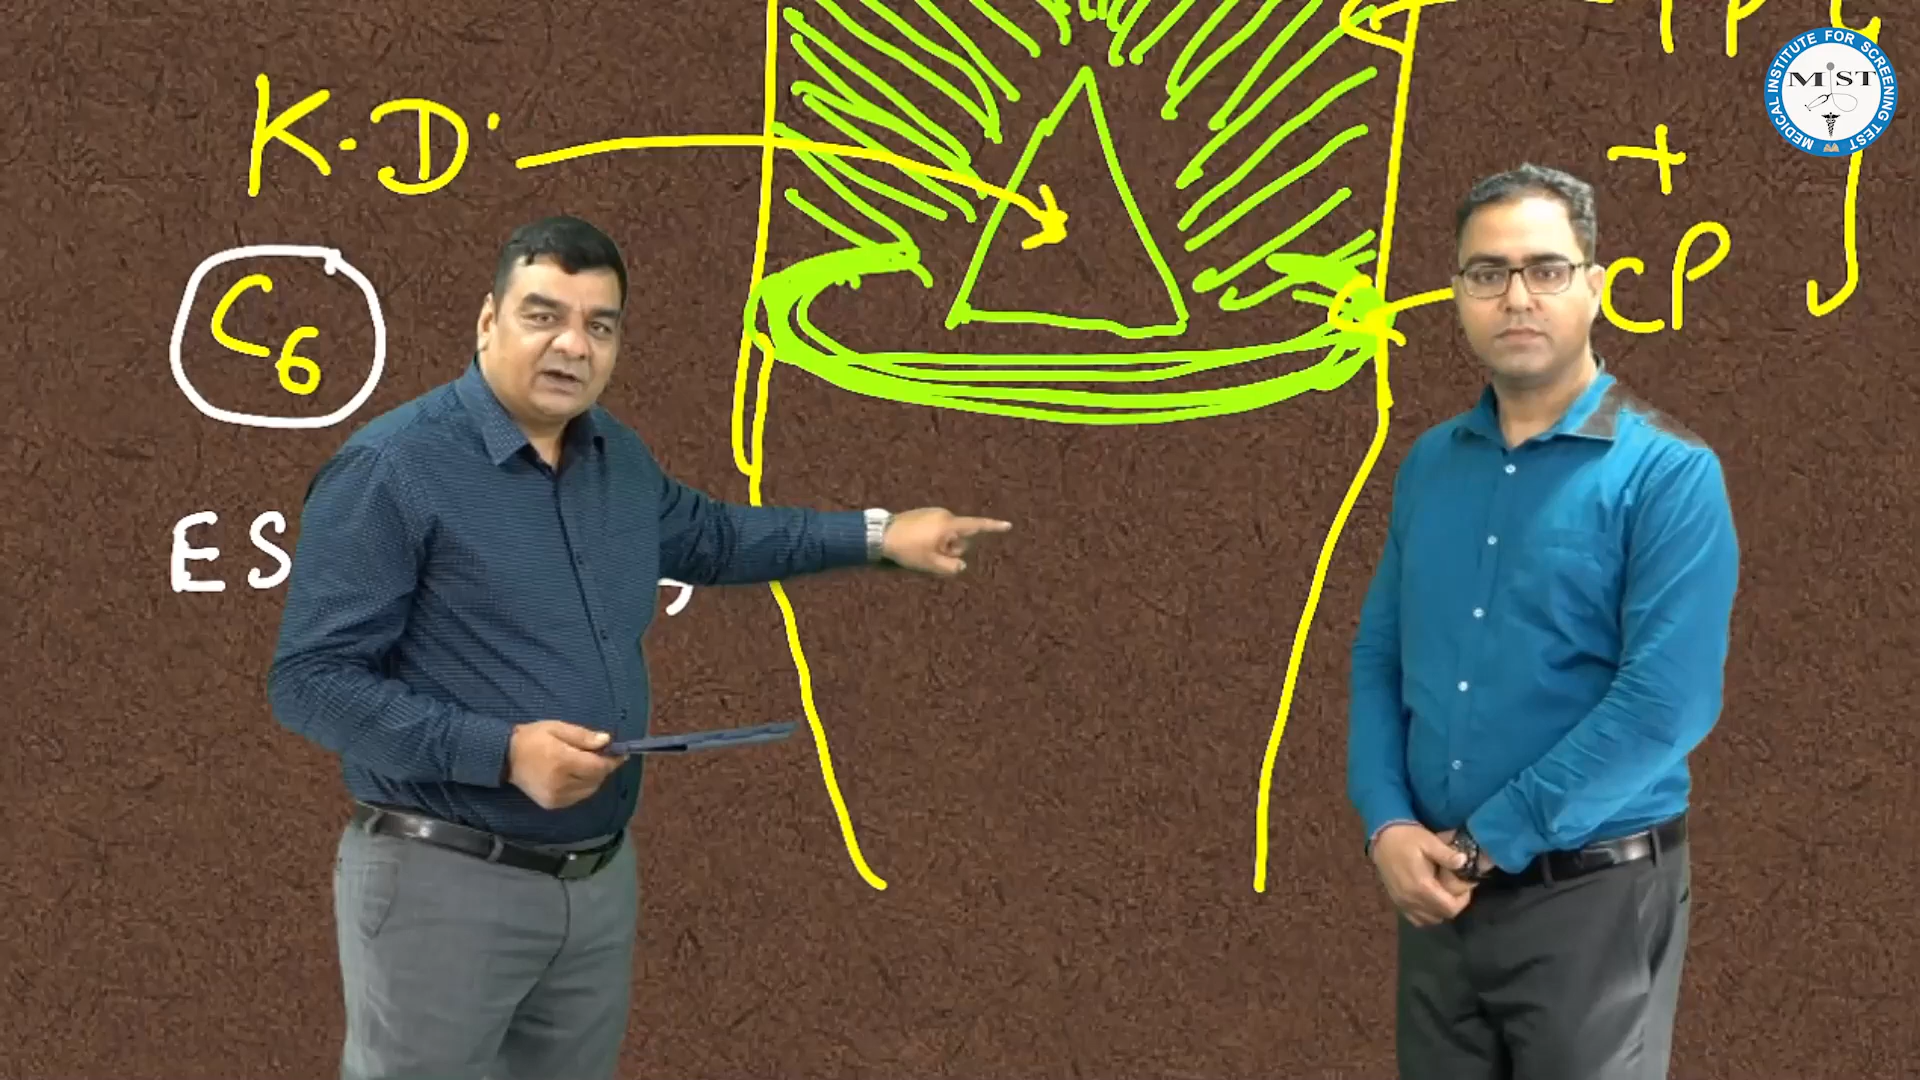 K.D.
+
CP
C6
ES
MIST
MEDICAL INSTITUTE FOR SCREENING TEST